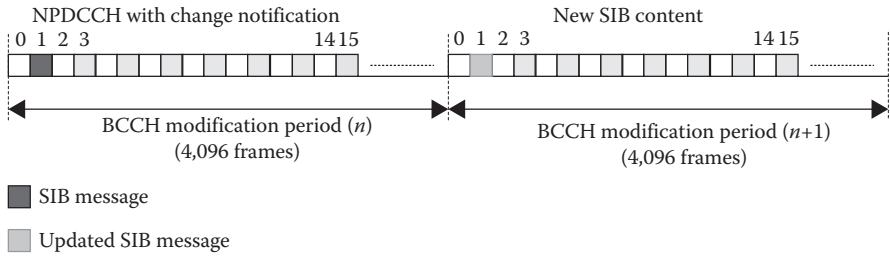 NPDCCH with change notification
New SIB content
0 1 2 3 14 15
0 1 2 3 14 15
BCCH modification period (n)
(4,096 frames)
BCCH modification period (n+1)
(4,096 frames)
SIB message
Updated SIB message